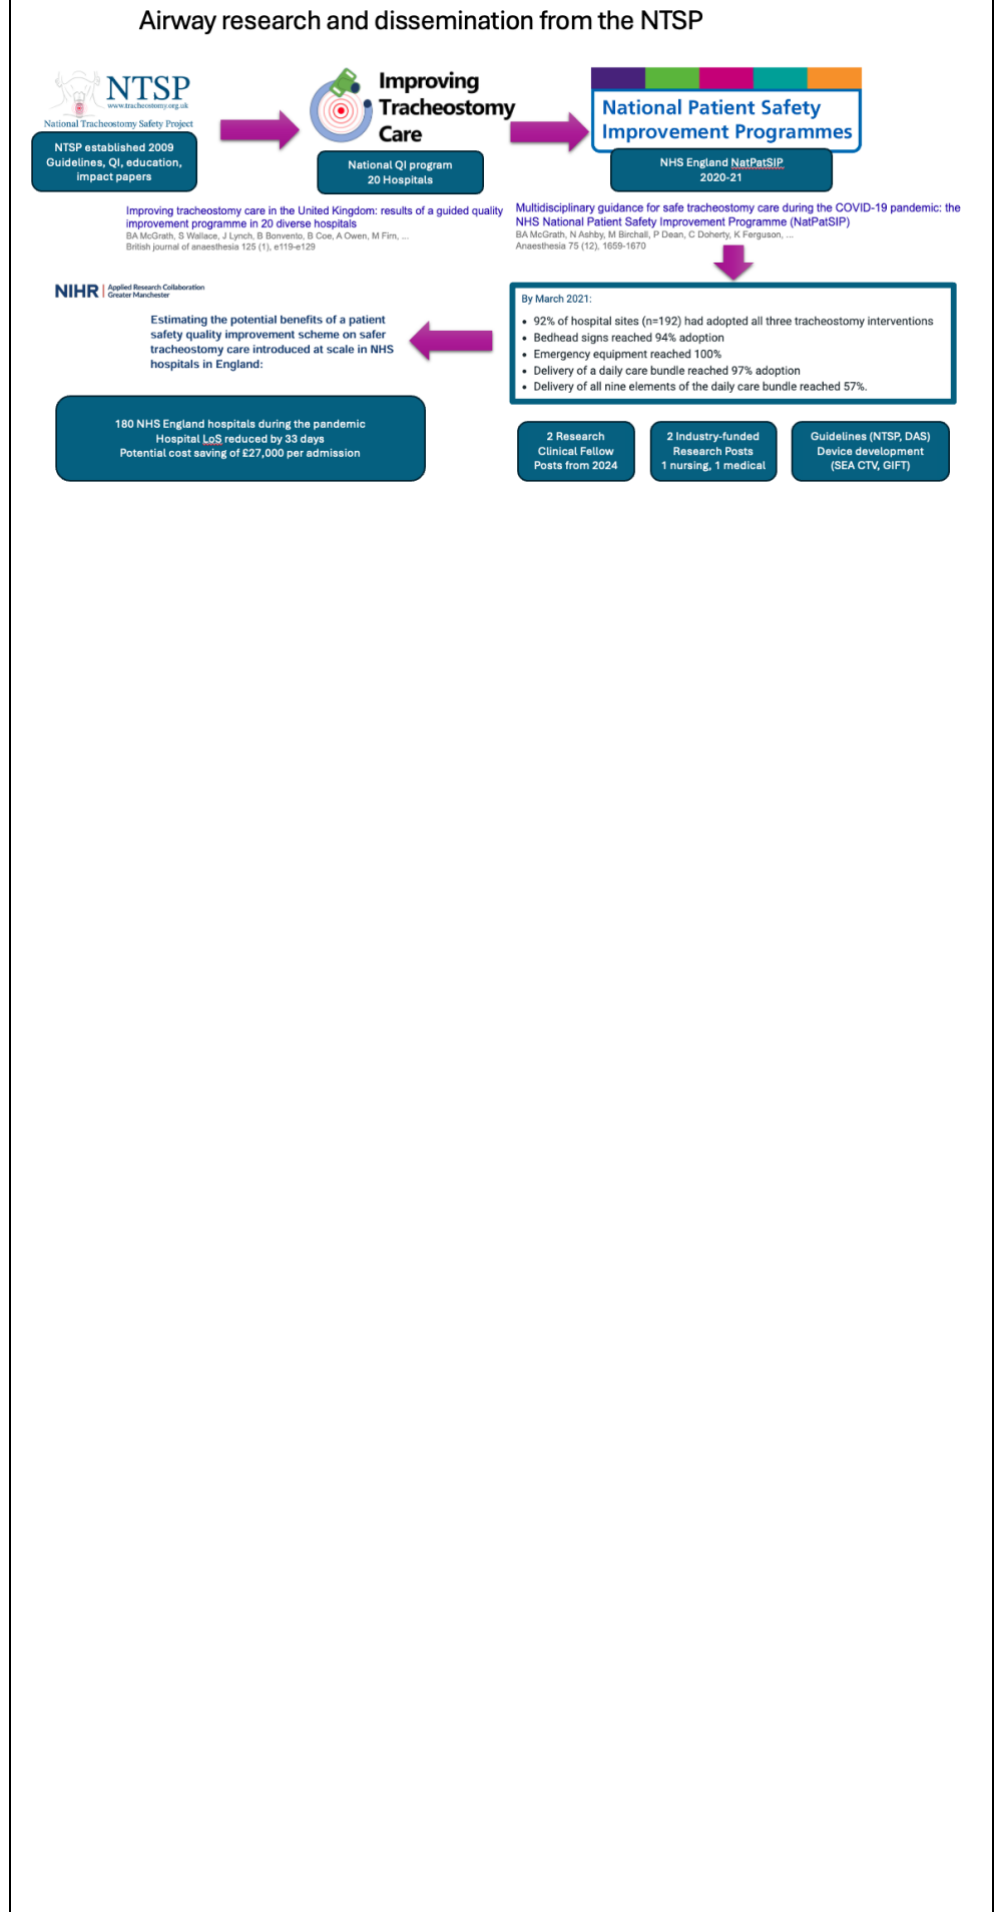 Airway research and dissemination from the NTSP
NTSP
www.tracheostomy.org.uk
National Tracheostomy Safety Project
NTSP established 2009
Guidelines, QI, education,
impact papers
Improving
Tracheostomy
Care
National QI program
20 Hospitals
National Patient Safety
Improvement Programmes
NHS England NatPatSIP
2020-21
Improving tracheostomy care in the United Kingdom: results of a guided quality
improvement programme in 20 diverse hospitals
BA McGrath, S Wallace, J Lynch, B Bonvento, B Coe, A Owen, M Firn, ...
British journal of anaesthesia 125 (1), e119-e129
Multidisciplinary guidance for safe tracheostomy care during the COVID-19 pandemic: the
NHS National Patient Safety Improvement Programme (NatPatSIP)
BA McGrath, N Ashby, M Birchall, P Dean, C Doherty, K Ferguson, ...
Anaesthesia 75 (12), 1659-1670
By March 2021:
• 92% of hospital sites (n=192) had adopted all three tracheostomy interventions
• Bedhead signs reached 94% adoption
• Emergency equipment reached 100%
• Delivery of a daily care bundle reached 97% adoption
• Delivery of all nine elements of the daily care bundle reached 57%.
NIHR | Applied Research Collaboration
Greater Manchester
Estimating the potential benefits of a patient
safety quality improvement scheme on safer
tracheostomy care introduced at scale in NHS
hospitals in England:
180 NHS England hospitals during the pandemic
Hospital LoS reduced by 33 days
Potential cost saving of £27,000 per admission
2 Research
Clinical Fellow
Posts from 2024
2 Industry-funded
Research Posts
1 nursing, 1 medical
Guidelines (NTSP, DAS)
Device development
(SEA CTV, GIFT)